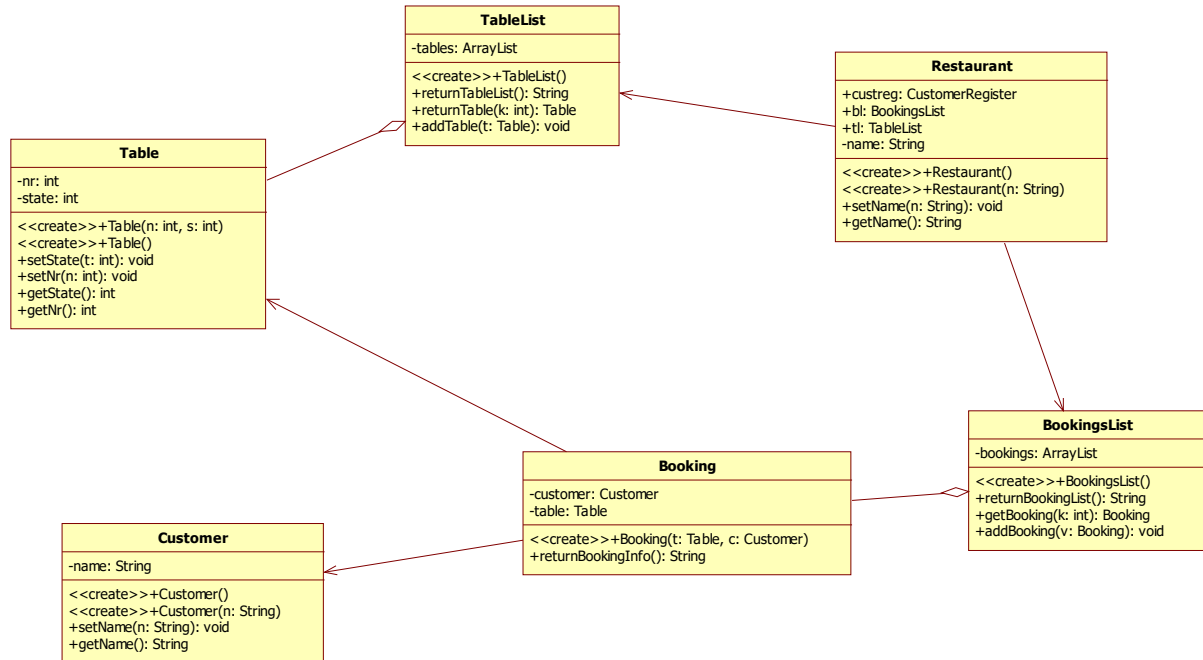 TableList
-tables: ArrayList
<<create>>+TableList()
+returnTableList(): String
+returnTable(k: int): Table
+addTable(t: Table): void
Restaurant
+custreg: CustomerRegister
+bl: BookingsList
+tl: TableList
-name: String
<<create>>+Restaurant()
<<create>>+Restaurant(n: String)
+setName(n: String): void
+getName(): String
Table
-nr: int
-state: int
<<create>>+Table(n: int, s: int)
<<create>>+Table()
+setState(t: int): void
+setNr(n: int): void
+getState(): int
+getNr(): int
BookingsList
-bookings: ArrayList
<<create>>+BookingsList()
+returnBookingList(): String
+getBooking(k: int): Booking
+addBooking(v: Booking): void
Booking
-customer: Customer
-table: Table
<<create>>+Booking(t: Table, c: Customer)
+returnBookingInfo(): String
Customer
-name: String
<<create>>+Customer()
<<create>>+Customer(n: String)
+setName(n: String): void
+getName(): String